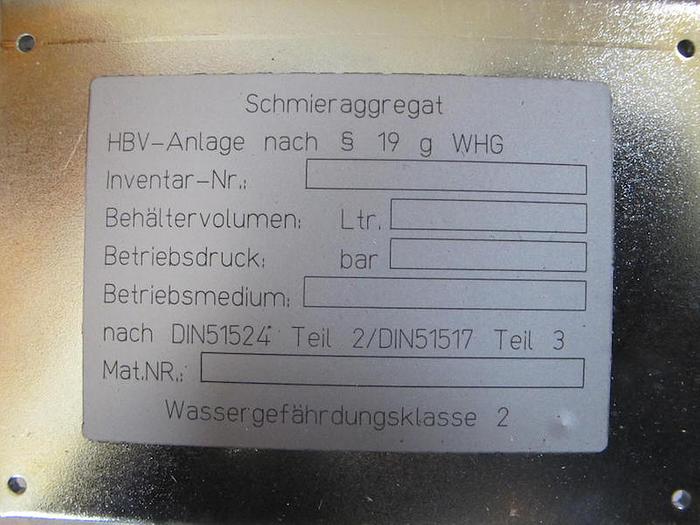 Schmieraggregat
HBV-Anlage nach § 19 g WHG
Inventar-Nr.:
Behältervolumen: Ltr.
Betriebsdruck: bar
Betriebsmedium:
nach DIN51524 Teil 2/DIN51517 Teil 3
Mat.NR.:
Wassergefährdungsklasse 2